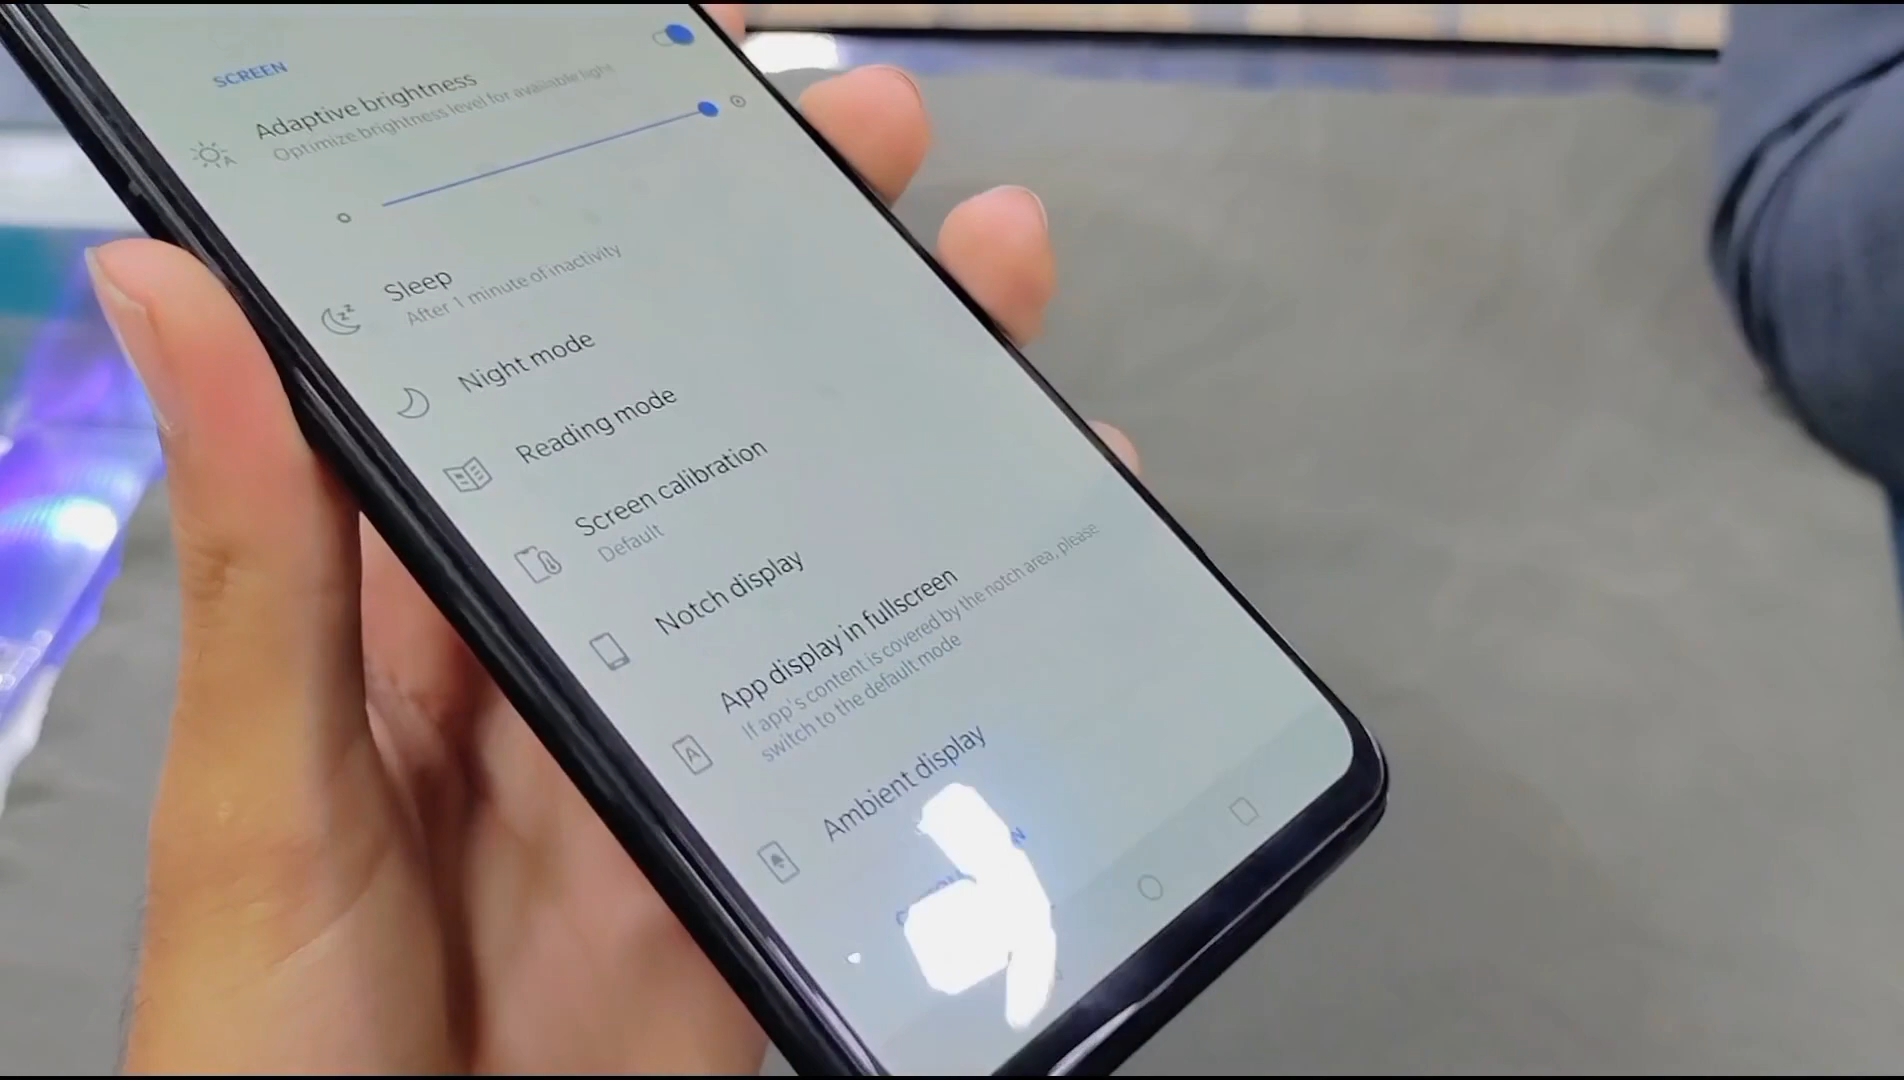 SCREEN
Adaptive brightness
Optimize brightness level for available light
Sleep
After 1 minute of inactivity
Night mode
Reading mode
Screen calibration
Default
Notch display
App display in fullscreen
If app's content is covered by the notch area, please
switch to the default mode
Ambient display